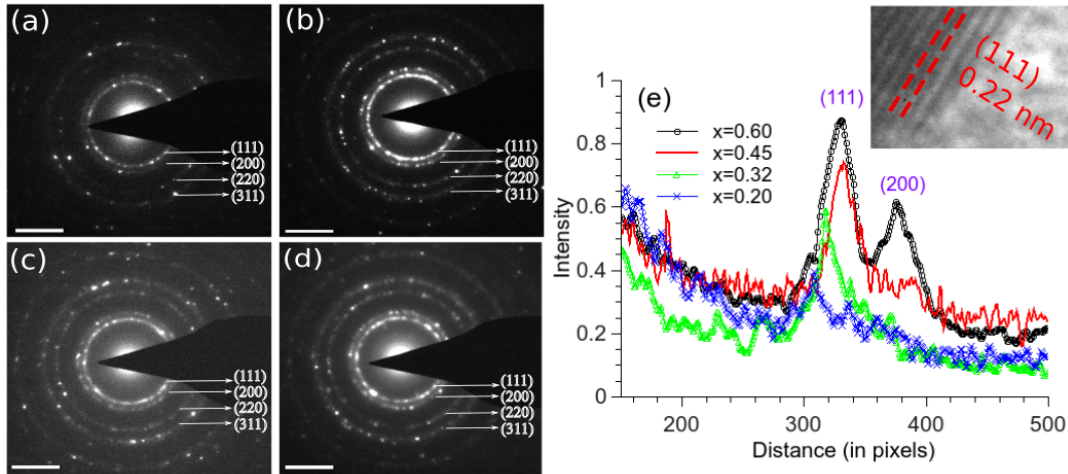 (a)
(111)
(200)
(220)
(311)
(b)
(111)
(200)
(220)
(311)
(c)
(111)
(200)
(220)
(311)
(d)
(111)
(200)
(220)
(311)
(e)
x=0.60
x=0.45
x=0.32
x=0.20
(111)
(200)
(111)
0.22 nm
Intensity
1
0.8
0.6
0.4
0.2
0
200
300
400
500
Distance (in pixels)